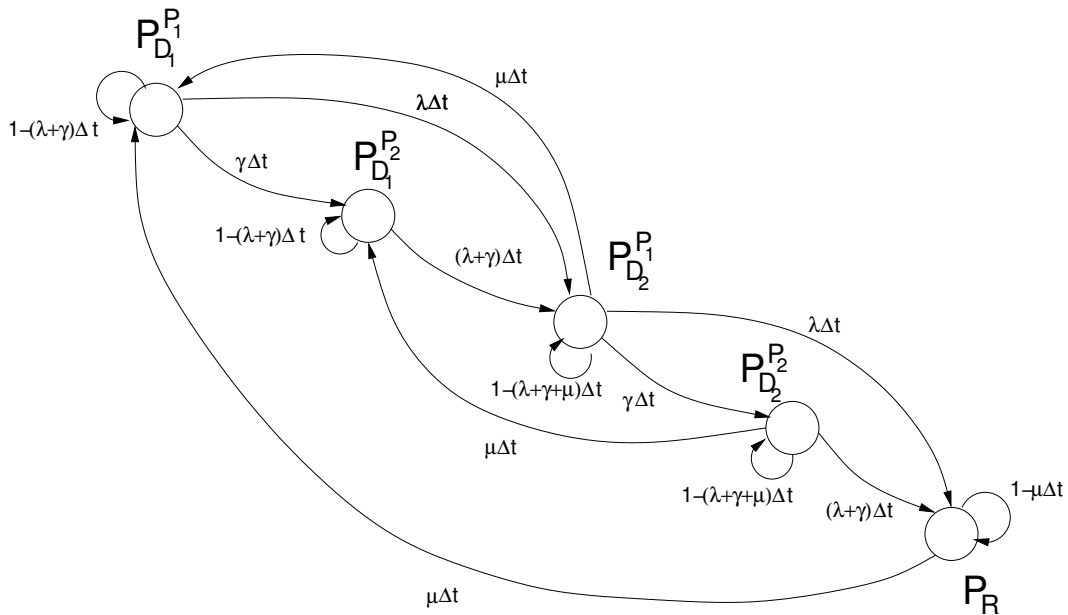 P_{D_1}^{P_1}
μΔt
λΔt
1−(λ+γ)Δt
γΔt
P_{D_1}^{P_2}
1−(λ+γ)Δt
(λ+γ)Δt
P_{D_2}^{P_1}
λΔt
1−(λ+γ+μ)Δt
γΔt
P_{D_2}^{P_2}
μΔt
1−(λ+γ+μ)Δt
(λ+γ)Δt
1−μΔt
μΔt
P_R